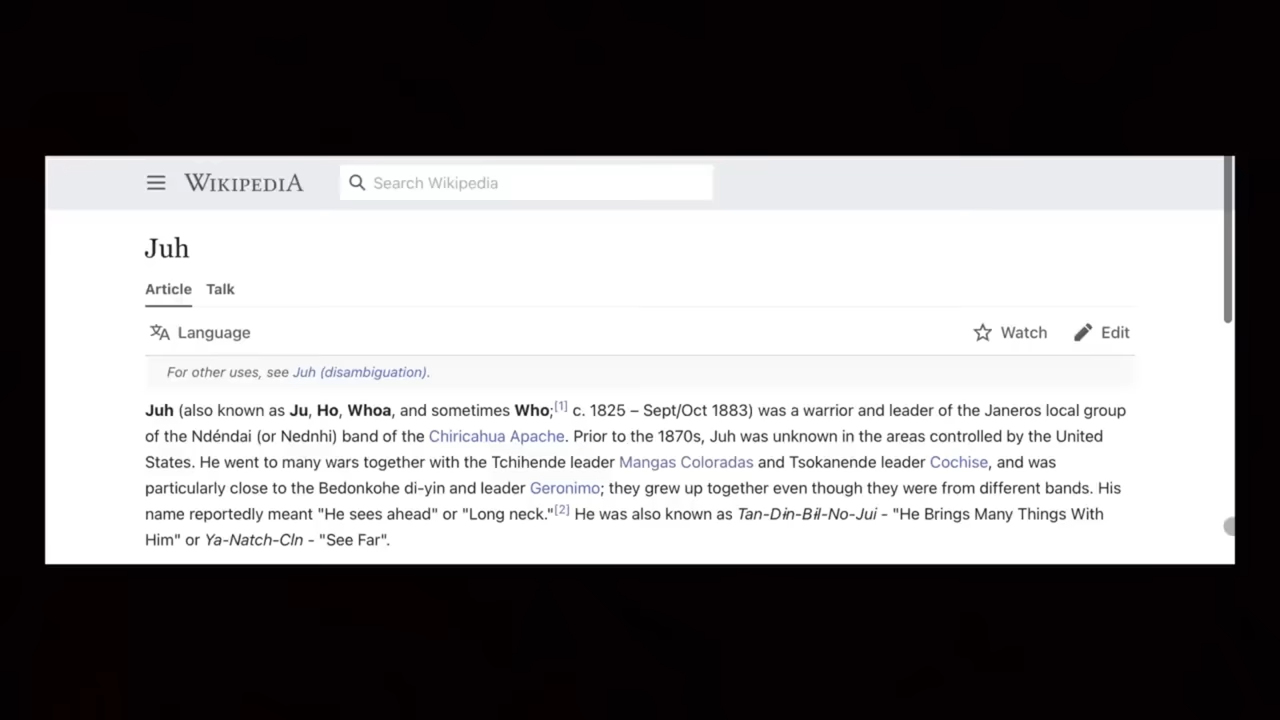 WIKIPEDIA
Search Wikipedia
Juh
Article Talk
Language Watch Edit
For other uses, see Juh (disambiguation).
Juh (also known as Ju, Ho, Whoa, and sometimes Who;[1] c. 1825 – Sept/Oct 1883) was a warrior and leader of the Janeros local group
of the Ndéndai (or Nednhi) band of the Chiricahua Apache. Prior to the 1870s, Juh was unknown in the areas controlled by the United
States. He went to many wars together with the Tchihende leader Mangas Coloradas and Tsokanende leader Cochise, and was
particularly close to the Bedonkohe di-yin and leader Geronimo; they grew up together even though they were from different bands. His
name reportedly meant "He sees ahead" or "Long neck."[2] He was also known as Tan-Dɨn-Bɨl-No-Jui - "He Brings Many Things With
Him" or Ya-Natch-Cln - "See Far".